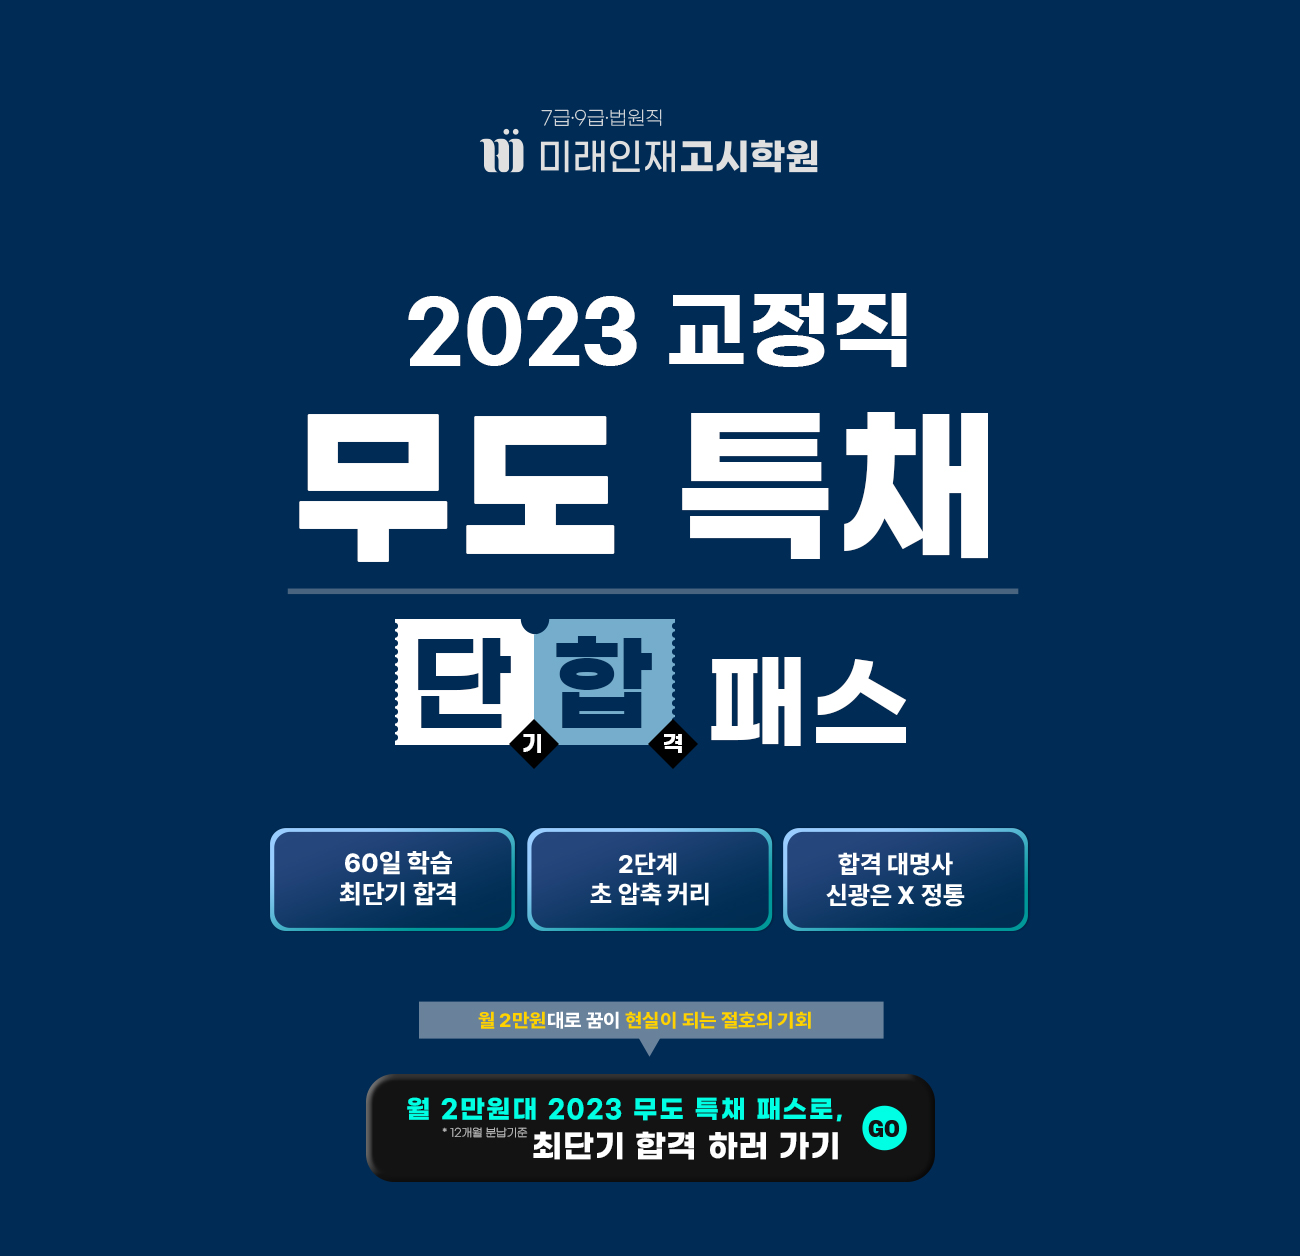 7급·9급·법원직
미래인재고시학원
2023 교정직
무도 특채
단기 합격 패스
60일 학습
최단기 합격
2단계
초 압축 커리
합격 대명사
신광은 X 정통
월 2만원대로 꿈이 현실이 되는 절호의 기회
월 2만원대 2023 무도 특채 패스로,
* 12개월 분납기준 최단기 합격 하러 가기
GO